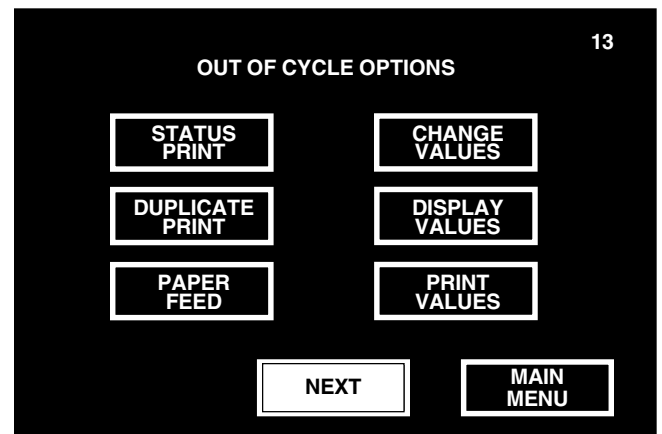 13
OUT OF CYCLE OPTIONS
STATUS
PRINT
CHANGE
VALUES
DUPLICATE
PRINT
DISPLAY
VALUES
PAPER
FEED
PRINT
VALUES
NEXT
MAIN
MENU